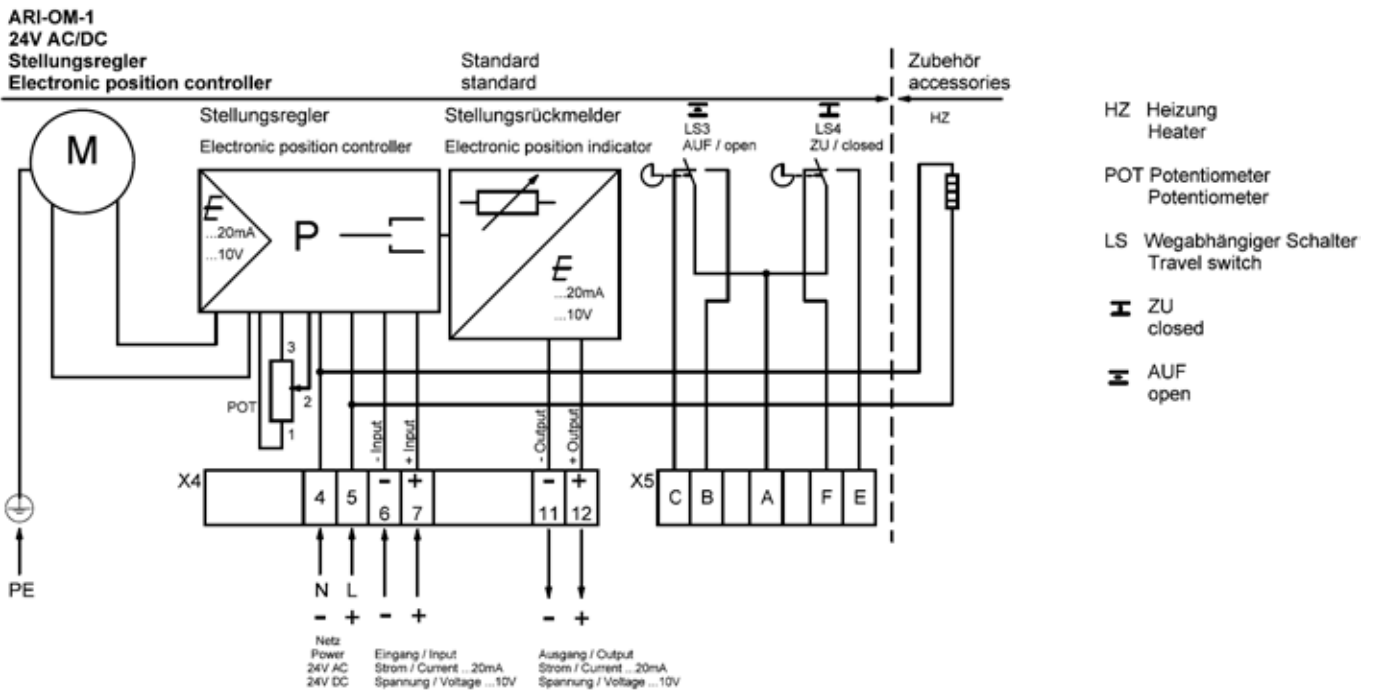 ARI-OM-1
24V AC/DC
Stellungsregler
Electronic position controller
Standard
standard
Zubehör
accessories
Stellungsregler
Electronic position controller
Stellungsrückmelder
Electronic position indicator
LS3
AUF / open
LS4
ZU / closed
HZ
M
E
...20mA
...10V
P
E
...20mA
...10V
3
POT
2
1
- Input
+ Input
- Output
+ Output
X4
4
5
-
6
+
7
-
11
+
12
X5
C
B
A
F
E
PE
N
L
-
+
-
+
-
+
Netz
Power
24V AC
24V DC
Eingang / Input
Strom / Current ...20mA
Spannung / Voltage ...10V
Ausgang / Output
Strom / Current ...20mA
Spannung / Voltage ...10V
HZ Heizung
Heater
POT Potentiometer
Potentiometer
LS Wegabhängiger Schalter
Travel switch
ZU
closed
AUF
open